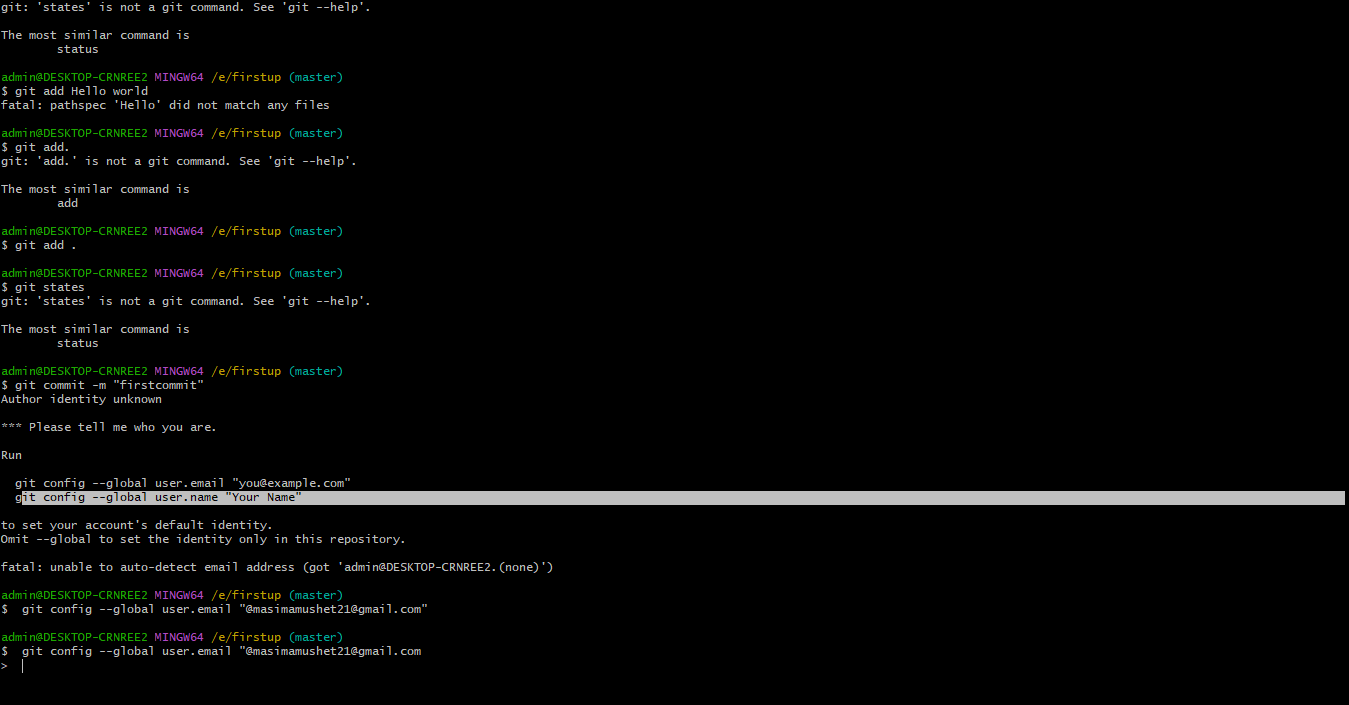 git: 'states' is not a git command. See 'git --help'.
The most similar command is
status
admin@DESKTOP-CRNREE2 MINGW64 /e/firstup (master)
$ git add Hello world
fatal: pathspec 'Hello' did not match any files
admin@DESKTOP-CRNREE2 MINGW64 /e/firstup (master)
$ git add.
git: 'add.' is not a git command. See 'git --help'.
The most similar command is
add
admin@DESKTOP-CRNREE2 MINGW64 /e/firstup (master)
$ git add .
admin@DESKTOP-CRNREE2 MINGW64 /e/firstup (master)
$ git states
git: 'states' is not a git command. See 'git --help'.
The most similar command is
status
admin@DESKTOP-CRNREE2 MINGW64 /e/firstup (master)
$ git commit -m "firstcommit"
Author identity unknown
*** Please tell me who you are.
Run
git config --global user.email "you@example.com"
git config --global user.name "Your Name"
to set your account's default identity.
Omit --global to set the identity only in this repository.
fatal: unable to auto-detect email address (got 'admin@DESKTOP-CRNREE2.(none)')
admin@DESKTOP-CRNREE2 MINGW64 /e/firstup (master)
$  git config --global user.email "@masimamushet21@gmail.com"
admin@DESKTOP-CRNREE2 MINGW64 /e/firstup (master)
$  git config --global user.email "@masimamushet21@gmail.com
>